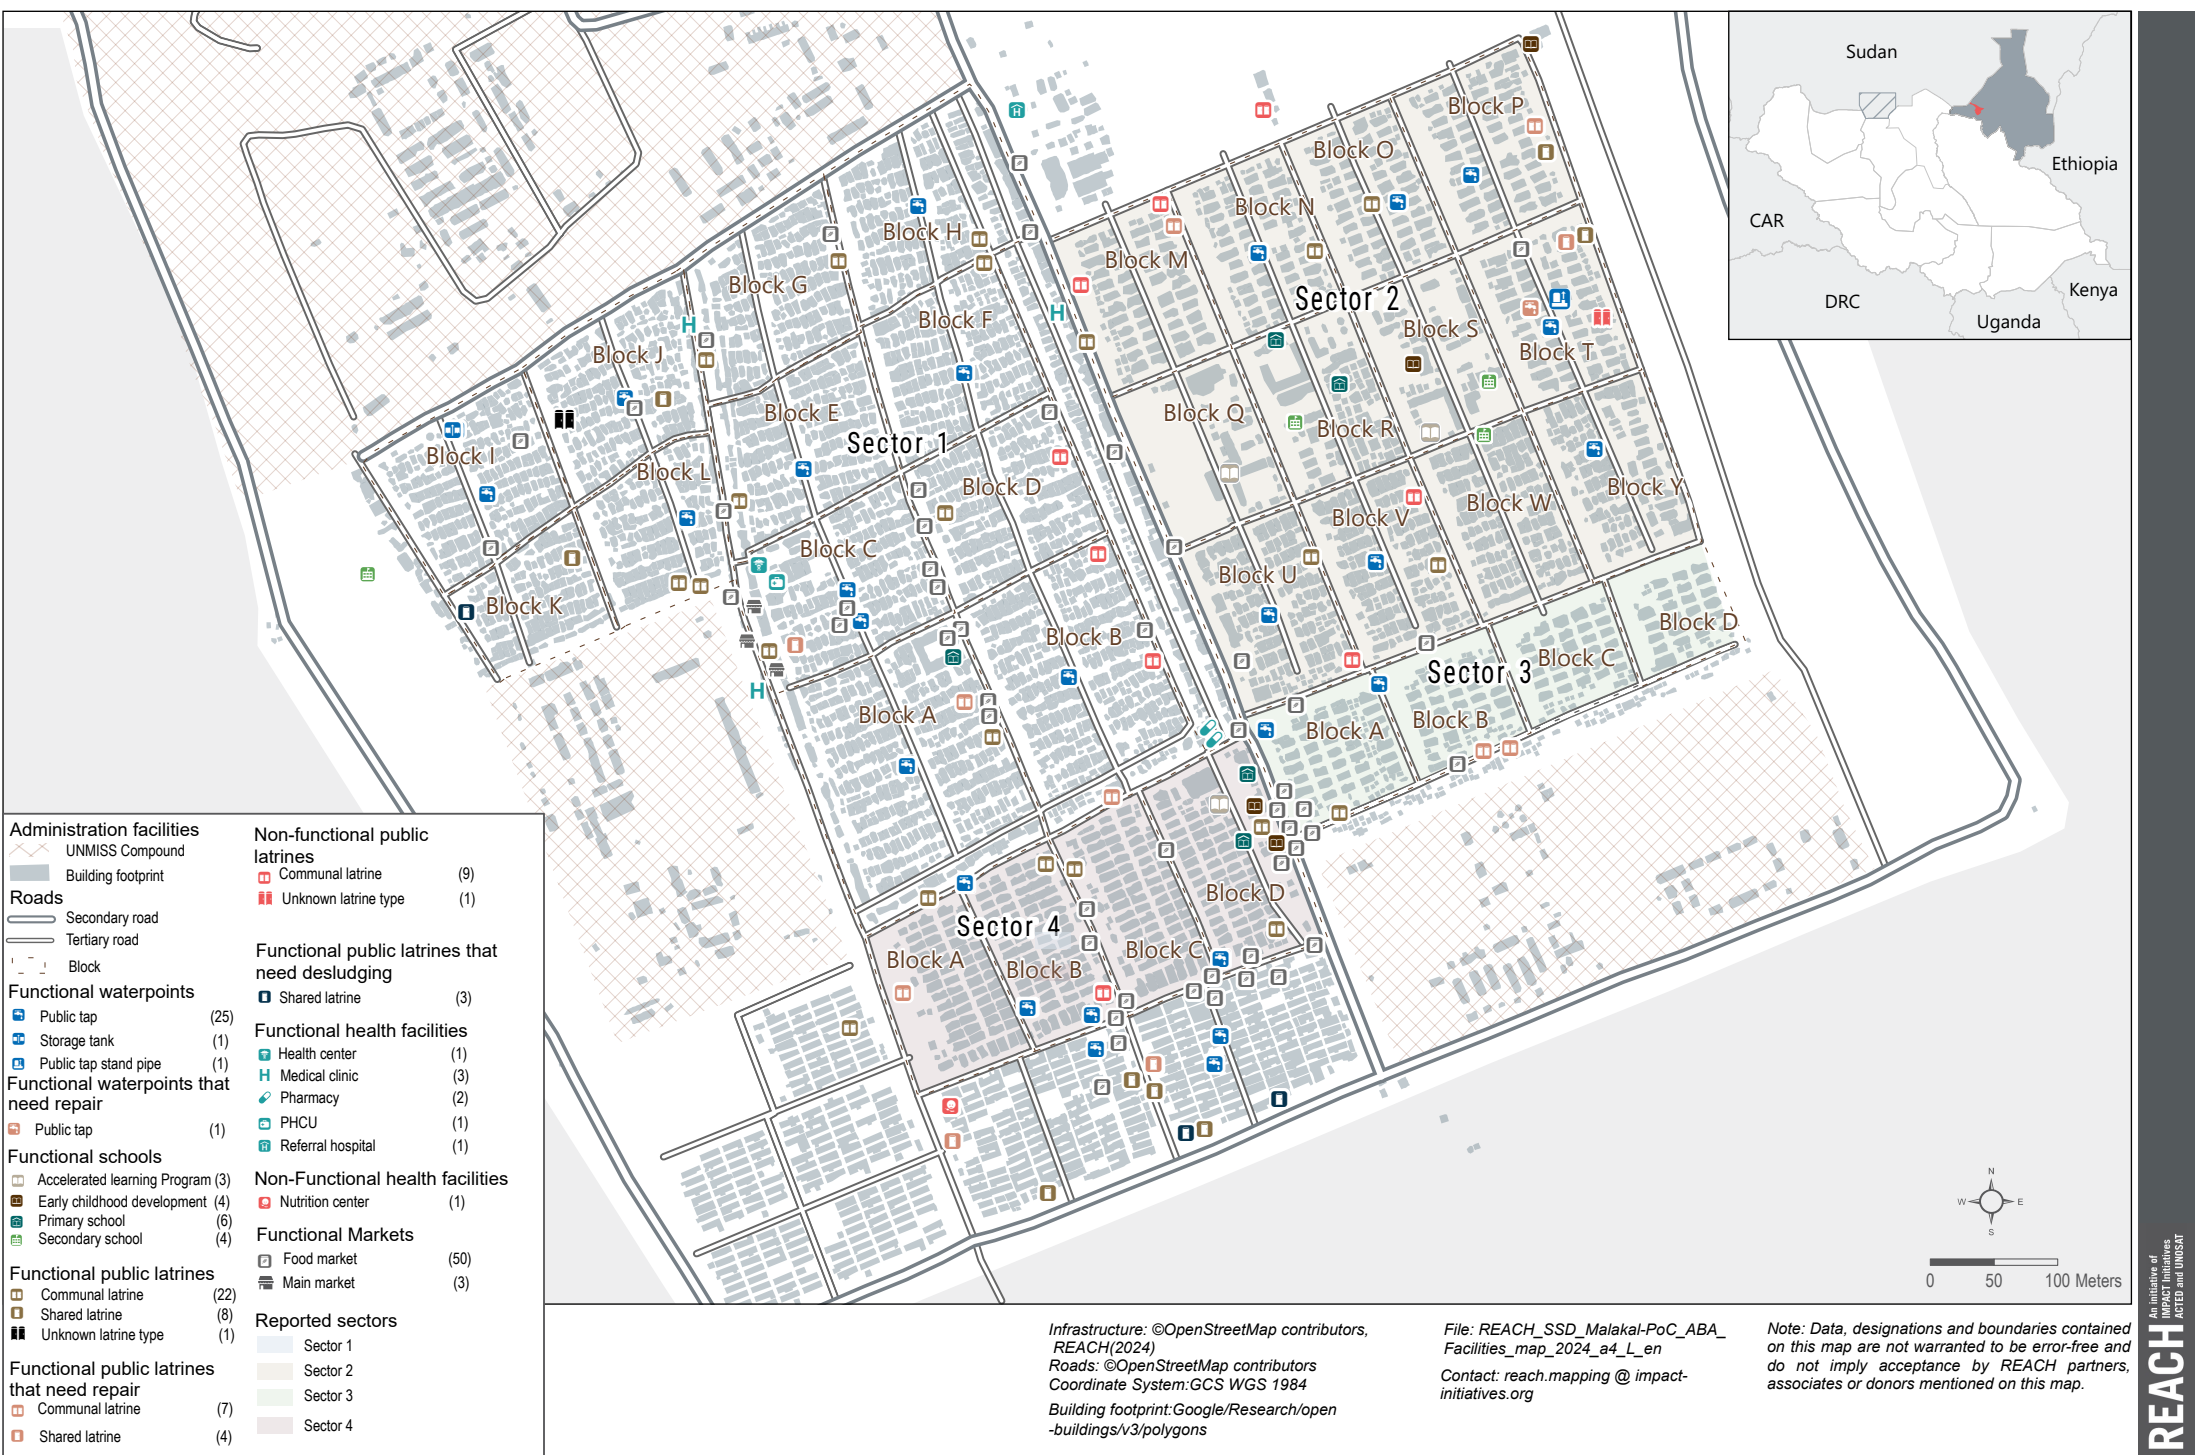 Sudan
Ethiopia
CAR
DRC
Kenya
Uganda
Block P
Block O
Block N
Block H
Block M
Block G
Sector 2
Block F
Block S
Block J
Block T
Block E
Block Q
Block R
Sector 1
Block I
Block L
Block D
Block Y
Block W
Block V
Block C
Block U
Block K
Block B
Block D
Block C
Sector 3
Block A
Block B
Block A
Block D
Sector 4
Block A
Block B
Block C
Administration facilities
UNMISS Compound
Building footprint
Roads
Secondary road
Tertiary road
Block
Functional waterpoints
Public tap (25)
Storage tank (1)
Public tap stand pipe (1)
Functional waterpoints that
need repair
Public tap (1)
Functional schools
Accelerated learning Program (3)
Early childhood development (4)
Primary school (6)
Secondary school (4)
Functional public latrines
Communal latrine (22)
Shared latrine (8)
Unknown latrine type (1)
Functional public latrines
that need repair
Communal latrine (7)
Shared latrine (4)
Non-functional public
latrines
Communal latrine (9)
Unknown latrine type (1)
Functional public latrines that
need desludging
Shared latrine (3)
Functional health facilities
Health center (1)
H Medical clinic (3)
Pharmacy (2)
PHCU (1)
Referral hospital (1)
Non-Functional health facilities
Nutrition center (1)
Functional Markets
Food market (50)
Main market (3)
Reported sectors
Sector 1
Sector 2
Sector 3
Sector 4
H
H
H
N
W E
S
0 50 100 Meters
Infrastructure: ©OpenStreetMap contributors,
REACH(2024)
Roads: ©OpenStreetMap contributors
Coordinate System:GCS WGS 1984
Building footprint:Google/Research/open
-buildings/v3/polygons
File: REACH_SSD_Malakal-PoC_ABA_
Facilities_map_2024_a4_L_en
Contact: reach.mapping @ impact-
initiatives.org
Note: Data, designations and boundaries contained
on this map are not warranted to be error-free and
do not imply acceptance by REACH partners,
associates or donors mentioned on this map.
REACH
An initiative of
IMPACT Initiatives
ACTED and UNOSAT